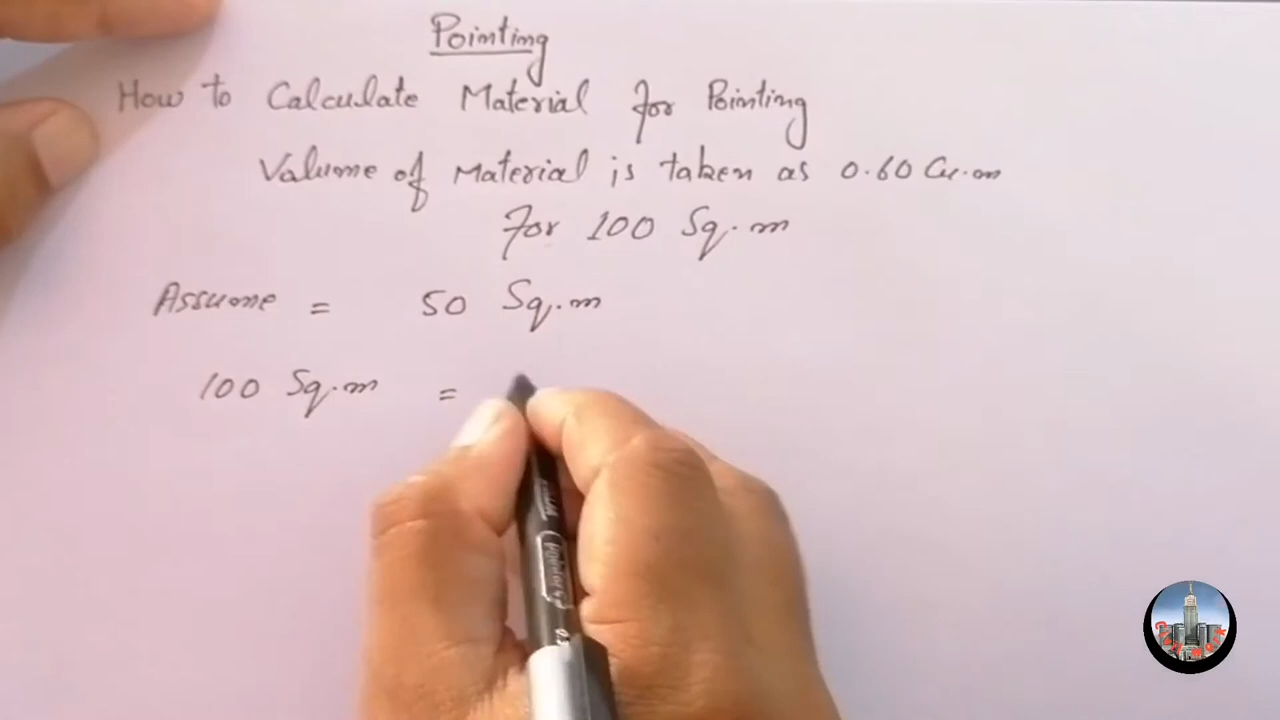 Pointing
How to Calculate Material for Pointing
Valume of Material is taken as 0.60 Cu.m
For 100 Sq.m
Assume = 50 Sq.m
100 Sq.m =